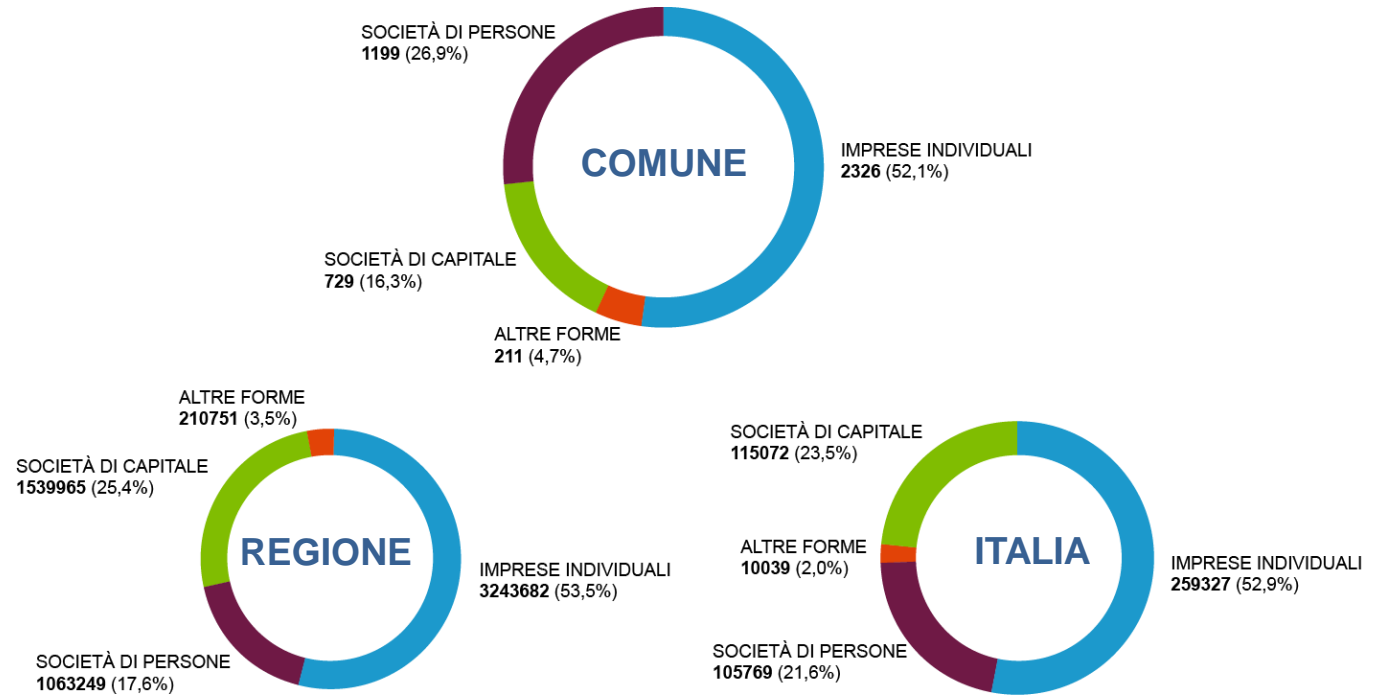 SOCIETÀ DI PERSONE
1199 (26,9%)
COMUNE
IMPRESE INDIVIDUALI
2326 (52,1%)
SOCIETÀ DI CAPITALE
729 (16,3%)
ALTRE FORME
211 (4,7%)
ALTRE FORME
210751 (3,5%)
SOCIETÀ DI CAPITALE
1539965 (25,4%)
REGIONE
IMPRESE INDIVIDUALI
3243682 (53,5%)
SOCIETÀ DI PERSONE
1063249 (17,6%)
SOCIETÀ DI CAPITALE
115072 (23,5%)
ALTRE FORME
10039 (2,0%)
ITALIA
IMPRESE INDIVIDUALI
259327 (52,9%)
SOCIETÀ DI PERSONE
105769 (21,6%)